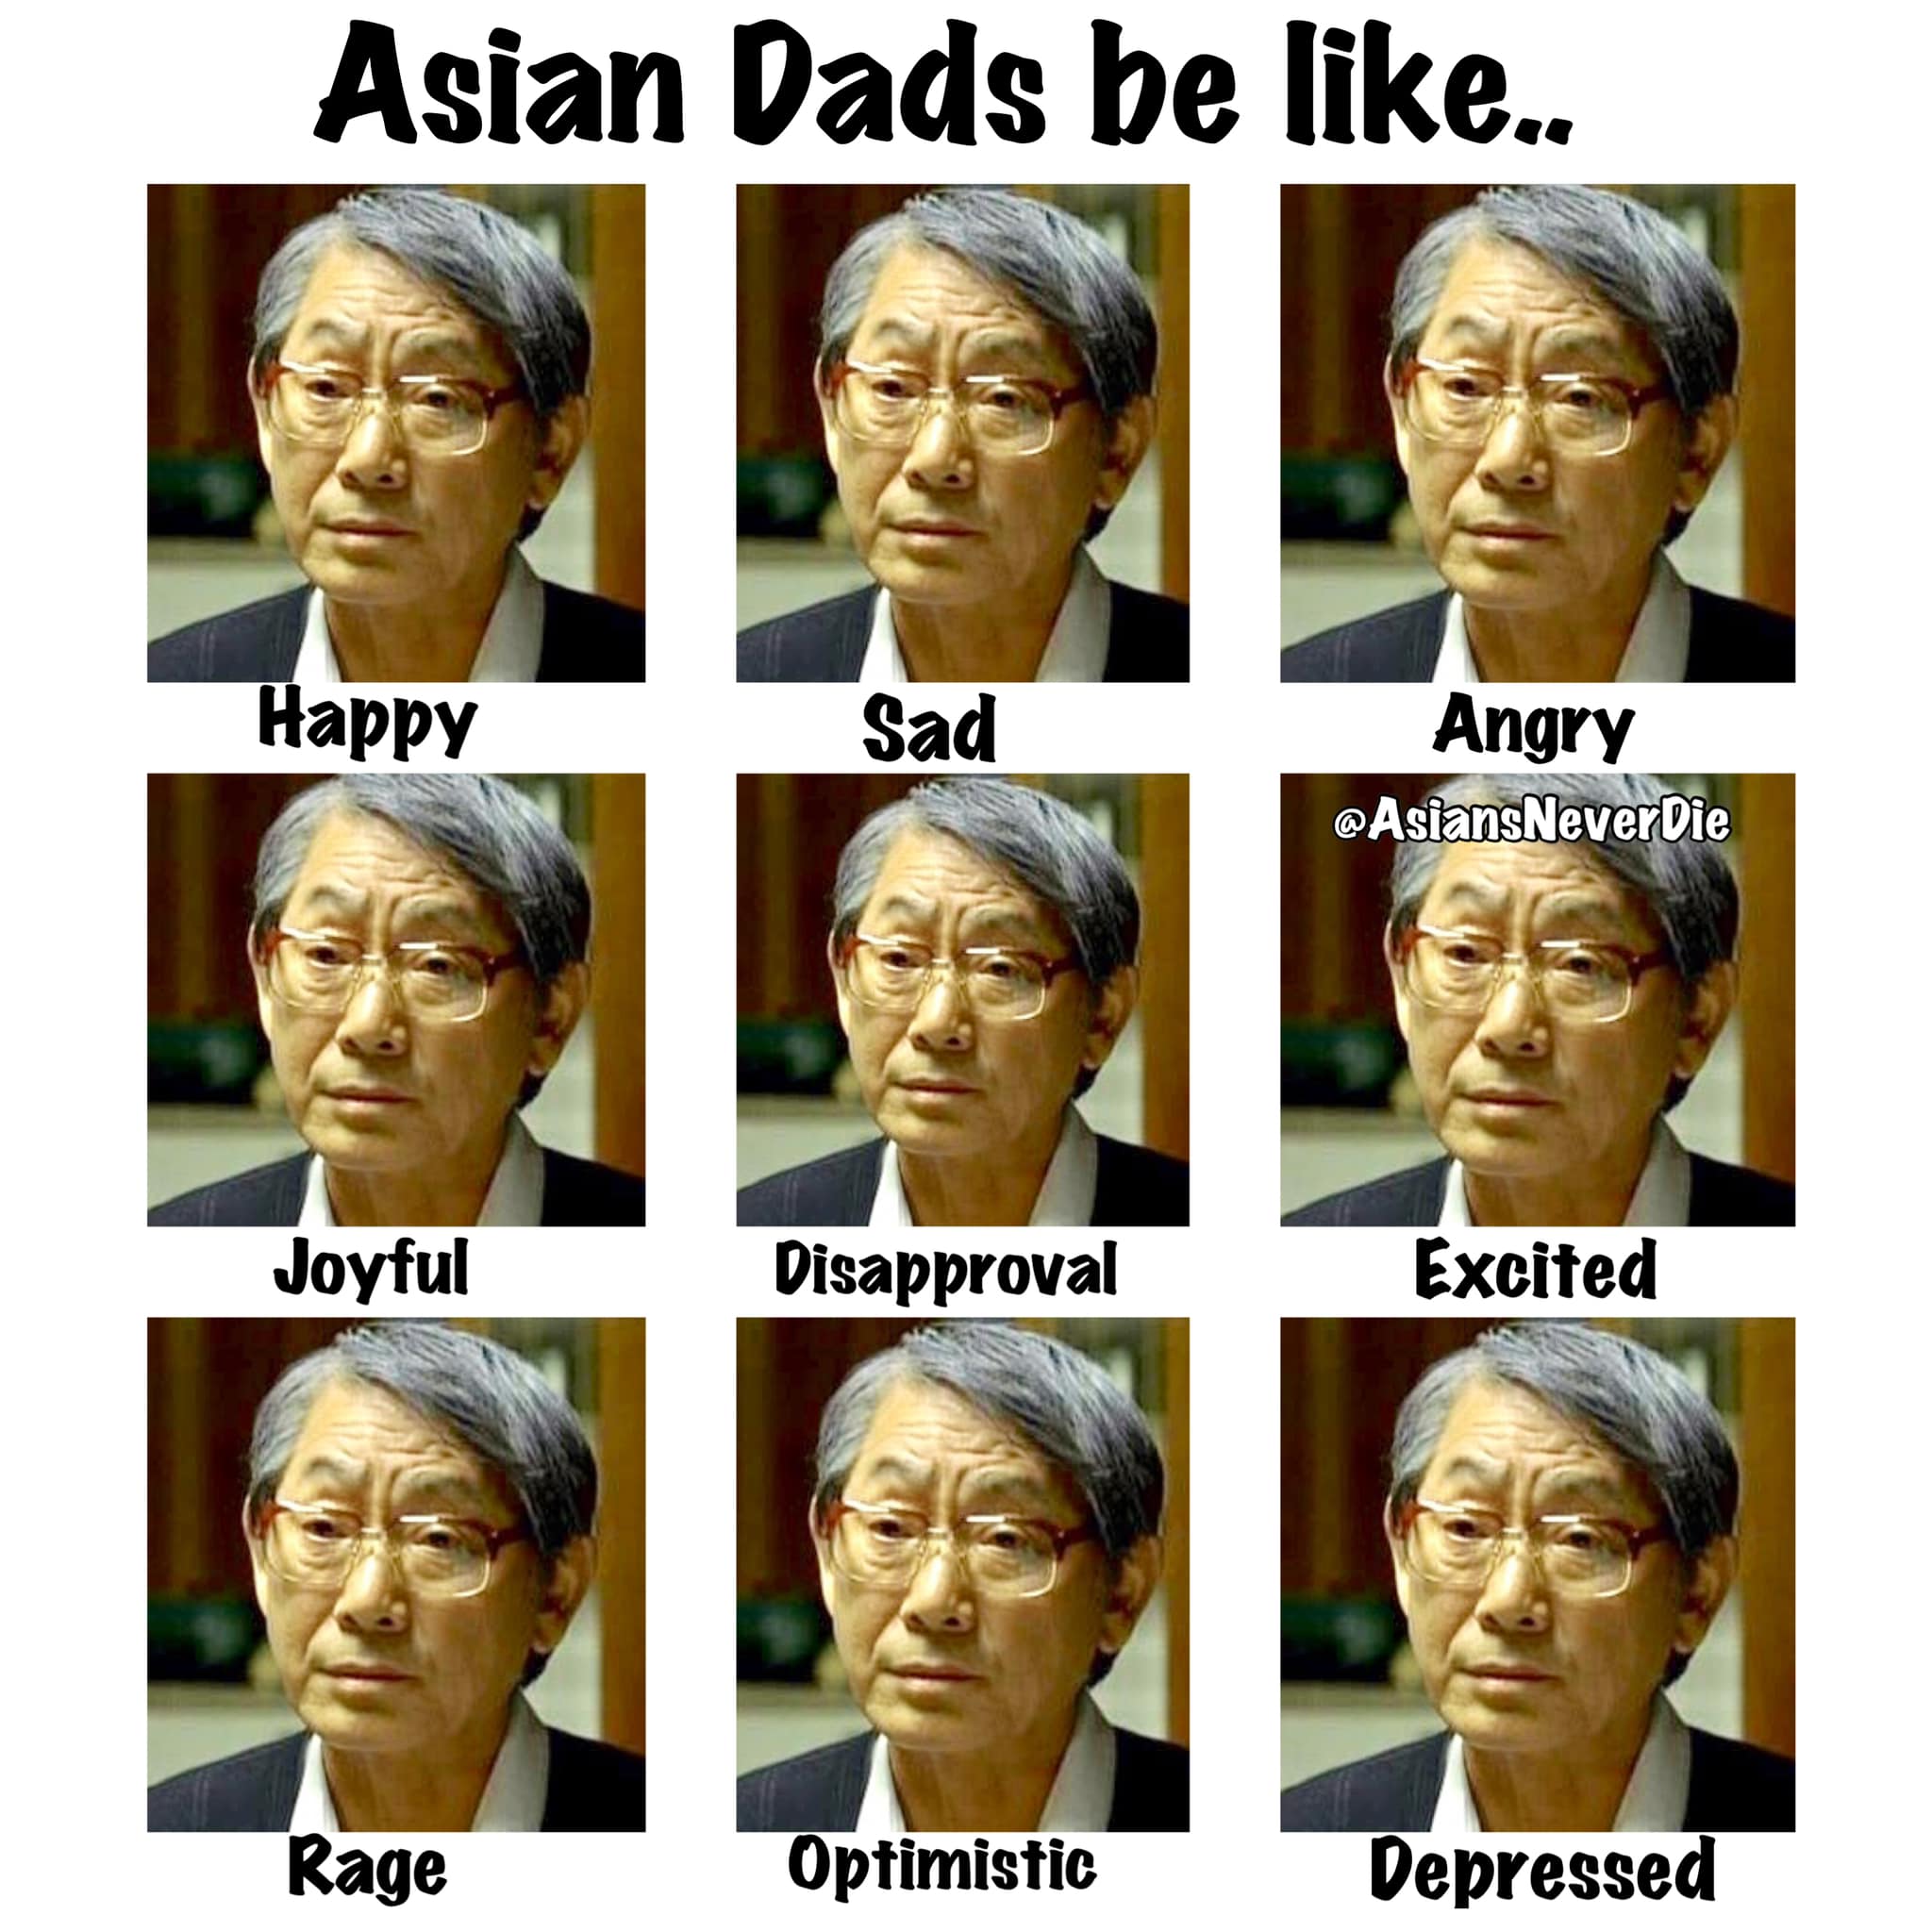 Asian Dads be like..
Happy
Sad
Angry
@AsiansNeverDie
Joyful
Disapproval
Excited
Rage
Optimistic
Depressed